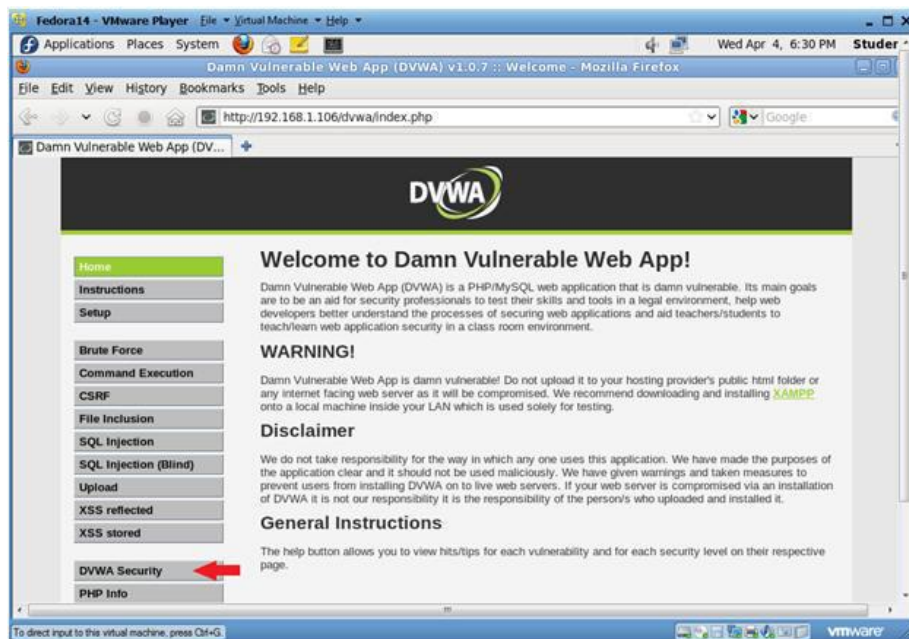 Fedora14 - VMware Player File Virtual Machine Help
Applications Places System Wed Apr 4, 6:30 PM Studer
Damn Vulnerable Web App (DVWA) v1.0.7 :: Welcome - Mozilla Firefox
File Edit View History Bookmarks Tools Help
http://192.168.1.106/dvwa/index.php Google
Damn Vulnerable Web App (DV...
DVWA
Home
Instructions
Setup
Brute Force
Command Execution
CSRF
File Inclusion
SQL Injection
SQL Injection (Blind)
Upload
XSS reflected
XSS stored
DVWA Security
PHP Info
Welcome to Damn Vulnerable Web App!
Damn Vulnerable Web App (DVWA) is a PHP/MySQL web application that is damn vulnerable. Its main goals
are to be an aid for security professionals to test their skills and tools in a legal environment, help web
developers better understand the processes of securing web applications and aid teachers/students to
teach/learn web application security in a class room environment.
WARNING!
Damn Vulnerable Web App is damn vulnerable! Do not upload it to your hosting provider's public html folder or
any internet facing web server as it will be compromised. We recommend downloading and installing XAMPP
onto a local machine inside your LAN which is used solely for testing.
Disclaimer
We do not take responsibility for the way in which any one uses this application. We have made the purposes of
the application clear and it should not be used maliciously. We have given warnings and taken measures to
prevent users from installing DVWA on to live web servers. If your web server is compromised via an installation
of DVWA it is not our responsibility it is the responsibility of the person/s who uploaded and installed it.
General Instructions
The help button allows you to view hits/tips for each vulnerability and for each security level on their respective
page.
To direct input to this virtual machine, press Ctrl+G.
vmware